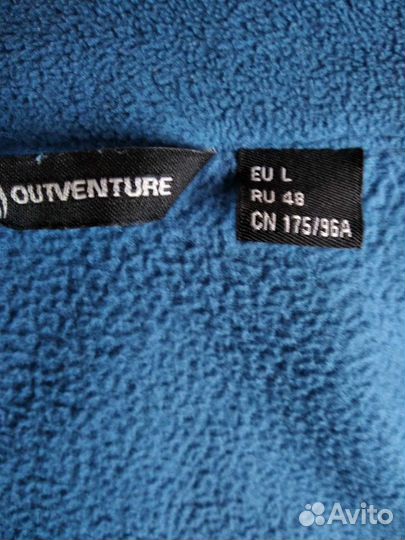 OUTVENTURE
EU L
RU 48
CN 175/96A
Avito